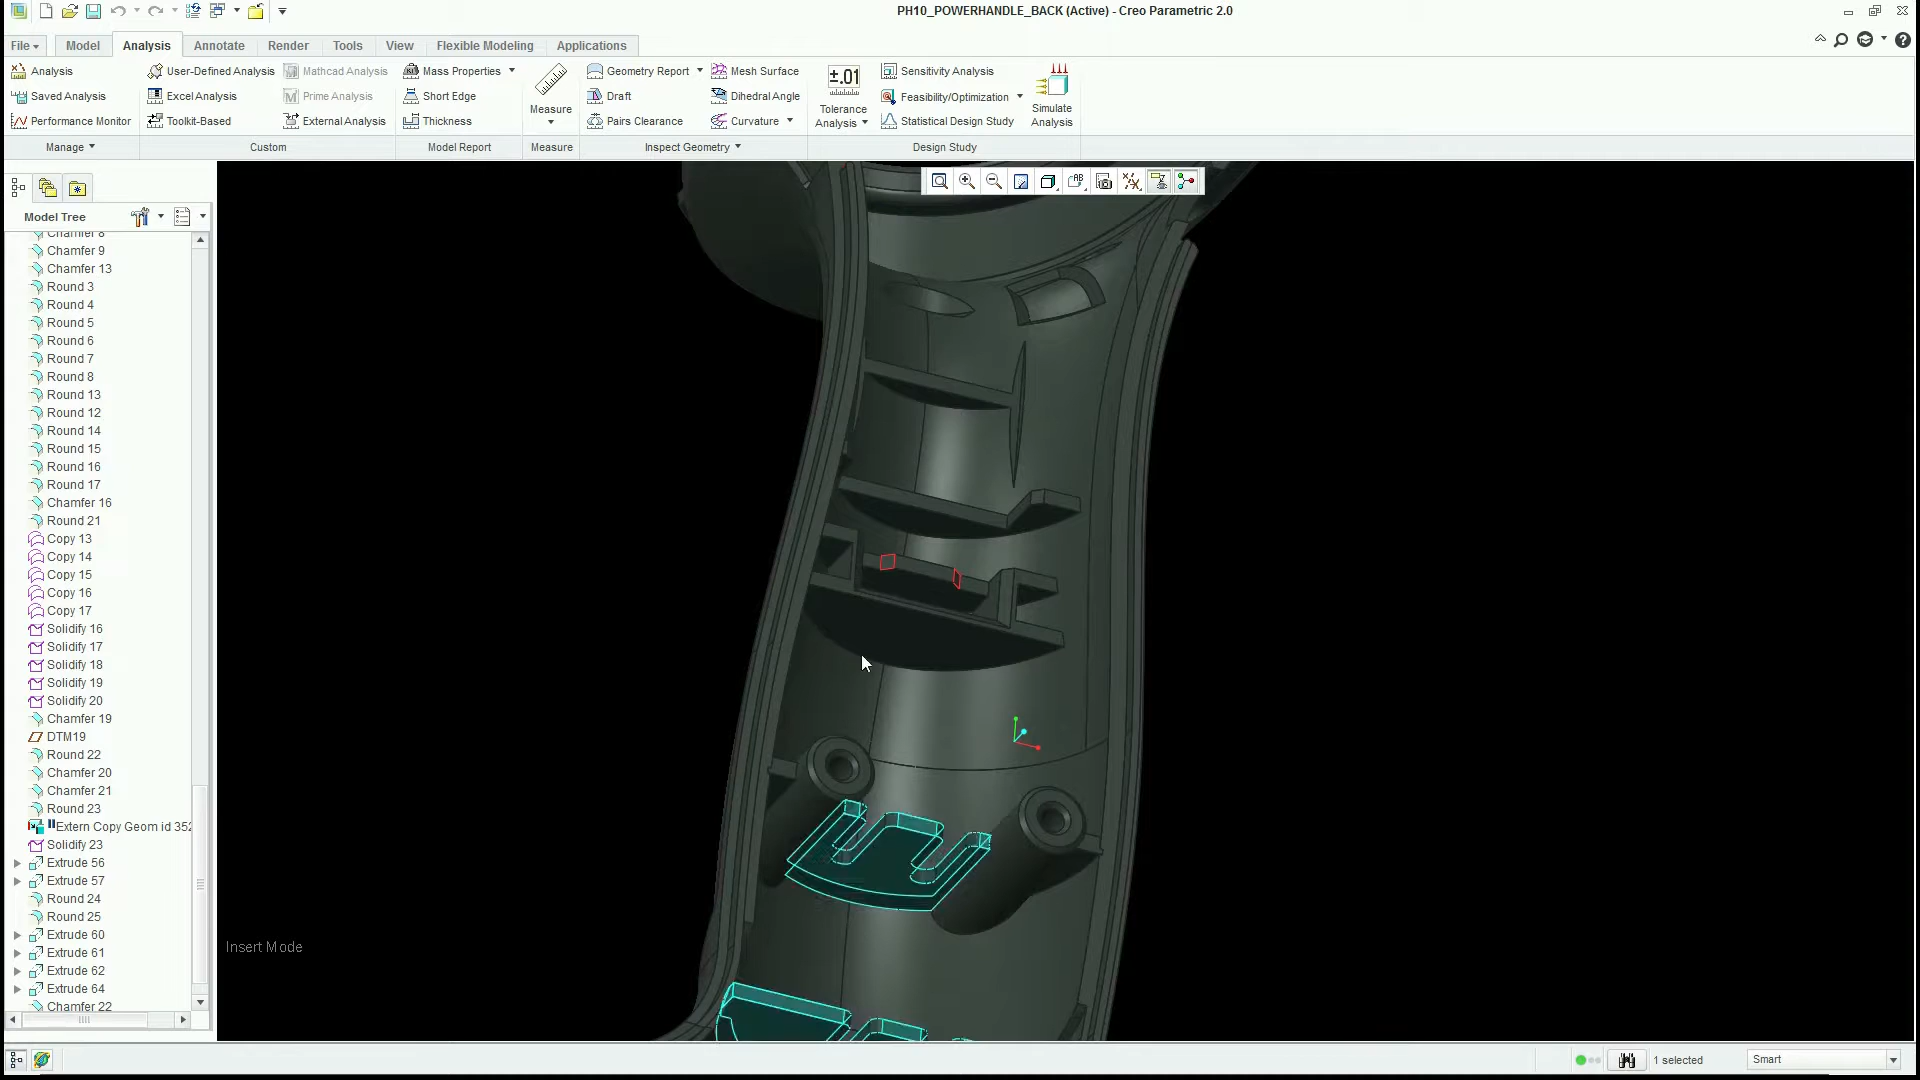 PH10_POWERHANDLE_BACK (Active) - Creo Parametric 2.0
File
Model
Analysis
Annotate
Render
Tools
View
Flexible Modeling
Applications
Analysis
User-Defined Analysis
Mathcad Analysis
Mass Properties
Geometry Report
Mesh Surface
Sensitivity Analysis
Saved Analysis
Excel Analysis
Prime Analysis
Short Edge
Measure
Draft
Dihedral Angle
±.01
Tolerance
Analysis
Feasibility/Optimization
Simulate
Analysis
Performance Monitor
Toolkit-Based
External Analysis
Thickness
Pairs Clearance
Curvature
Statistical Design Study
Manage
Custom
Model Report
Measure
Inspect Geometry
Design Study
Model Tree
Chamfer 8
Chamfer 9
Chamfer 13
Round 3
Round 4
Round 5
Round 6
Round 7
Round 8
Round 13
Round 12
Round 14
Round 15
Round 16
Round 17
Chamfer 16
Round 21
Copy 13
Copy 14
Copy 15
Copy 16
Copy 17
Solidify 16
Solidify 17
Solidify 18
Solidify 19
Solidify 20
Chamfer 19
DTM19
Round 22
Chamfer 20
Chamfer 21
Round 23
Extern Copy Geom id 352
Solidify 23
Extrude 56
Extrude 57
Round 24
Round 25
Extrude 60
Extrude 61
Extrude 62
Extrude 64
Chamfer 22
Insert Mode
1 selected
Smart